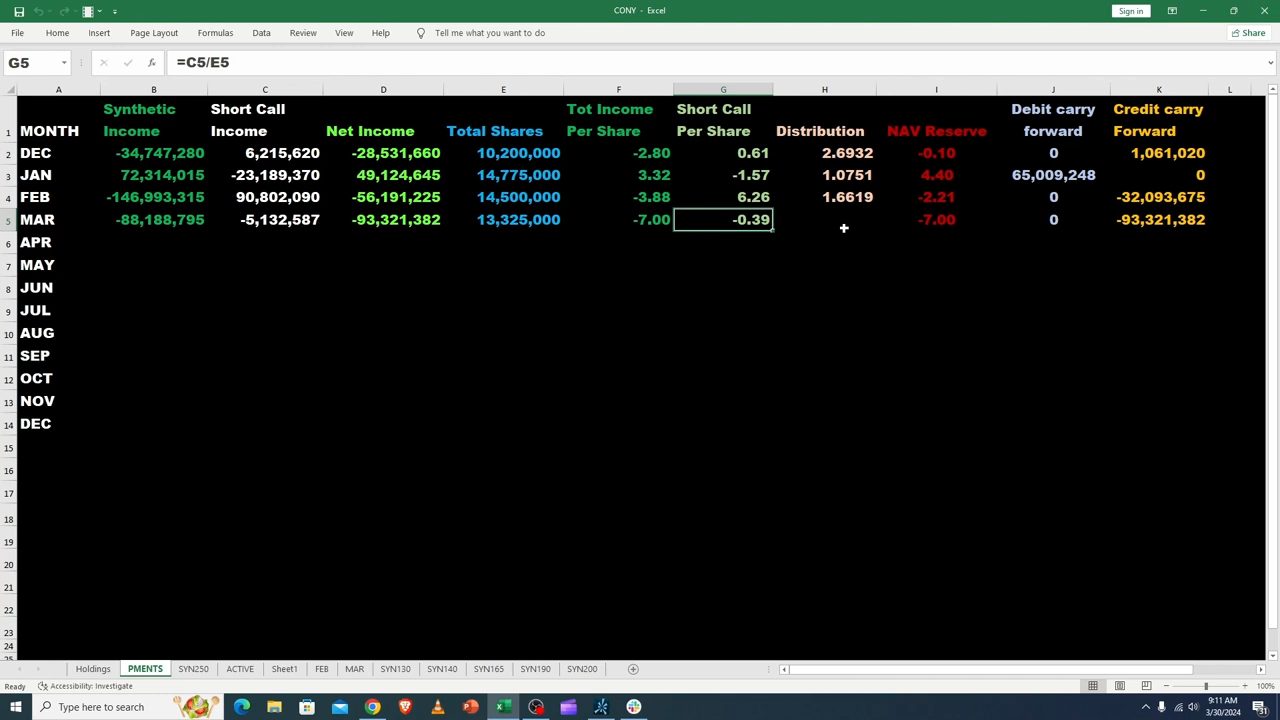 CONY - Excel
Sign in
File Home Insert Page Layout Formulas Data Review View Help Tell me what you want to do Share
G5 fx =C5/E5
A B C D E F G H I J K L
Synthetic Short Call Tot Income Short Call Debit carry Credit carry
1 MONTH Income Income Net Income Total Shares Per Share Per Share Distribution NAV Reserve forward Forward
2 DEC -34,747,280 6,215,620 -28,531,660 10,200,000 -2.80 0.61 2.6932 -0.10 0 1,061,020
3 JAN 72,314,015 -23,189,370 49,124,645 14,775,000 3.32 -1.57 1.0751 4.40 65,009,248 0
4 FEB -146,993,315 90,802,090 -56,191,225 14,500,000 -3.88 6.26 1.6619 -2.21 0 -32,093,675
5 MAR -88,188,795 -5,132,587 -93,321,382 13,325,000 -7.00 -0.39 -7.00 0 -93,321,382
6 APR
7 MAY
8 JUN
9 JUL
10 AUG
11 SEP
12 OCT
13 NOV
14 DEC
15
16
17
18
19
20
21
22
23
24
25
Holdings PMENTS SYN250 ACTIVE Sheet1 FEB MAR SYN130 SYN140 SYN165 SYN190 SYN200
Ready Accessibility: Investigate 100%
Type here to search 9:11 AM
3/30/2024 31